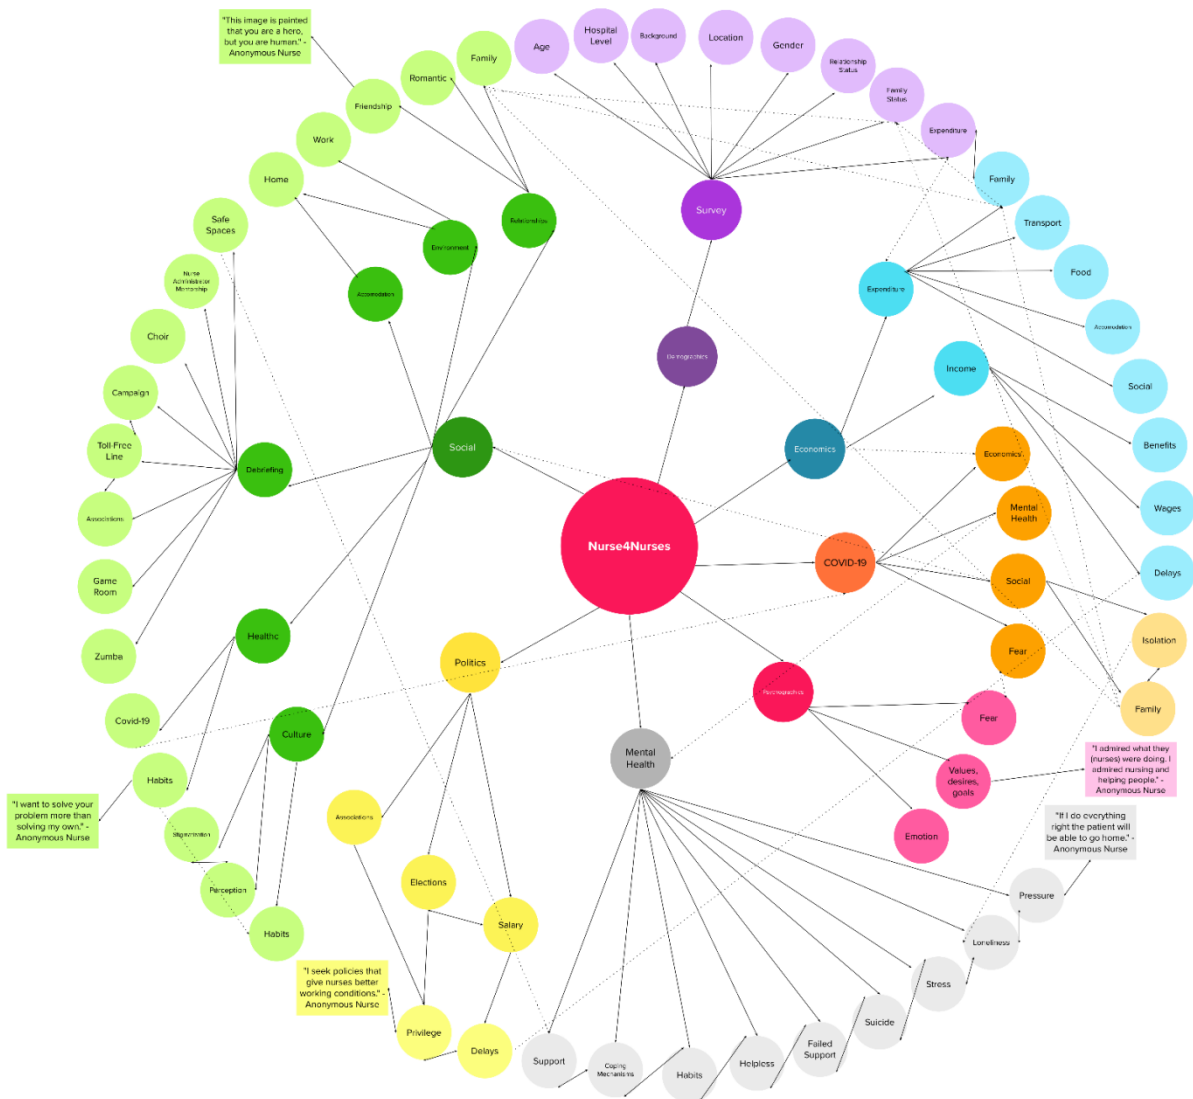 "This image is painted
that you are a hero,
but you are human." -
Anonymous Nurse
Family
Romantic
Friendship
Work
Home
Safe
Spaces
Nurse
Administrator
Mentorship
Choir
Campaign
Toll-Free
Line
Associations
Game
Room
Zumba
Covid-19
Habits
"I want to solve your
problem more than
solving my own." -
Anonymous Nurse
Stigmatization
Perception
Habits
Relationships
Environment
Accomodation
Social
Debriefing
Healthc
Culture
Age
Hospital
Level
Background
Location
Gender
Relationship
Status
Family
Status
Expenditure
Survey
Demographics
Family
Transport
Food
Accomodation
Social
Benefits
Wages
Delays
Expenditure
Income
Economics
Nurse4Nurses
COVID-19
Economics
Mental
Health
Social
Fear
Isolation
Family
Psychographics
Fear
Values,
desires,
goals
Emotion
"I admired what they
(nurses) were doing. I
admired nursing and
helping people." -
Anonymous Nurse
"If I do everything
right the patient will
be able to go home." -
Anonymous Nurse
Mental
Health
Pressure
Loneliness
Stress
Suicide
Failed
Support
Helpless
Habits
Coping
Mechanisms
Support
Politics
Associations
Elections
Salary
"I seek policies that
give nurses better
working conditions." -
Anonymous Nurse
Privilege
Delays